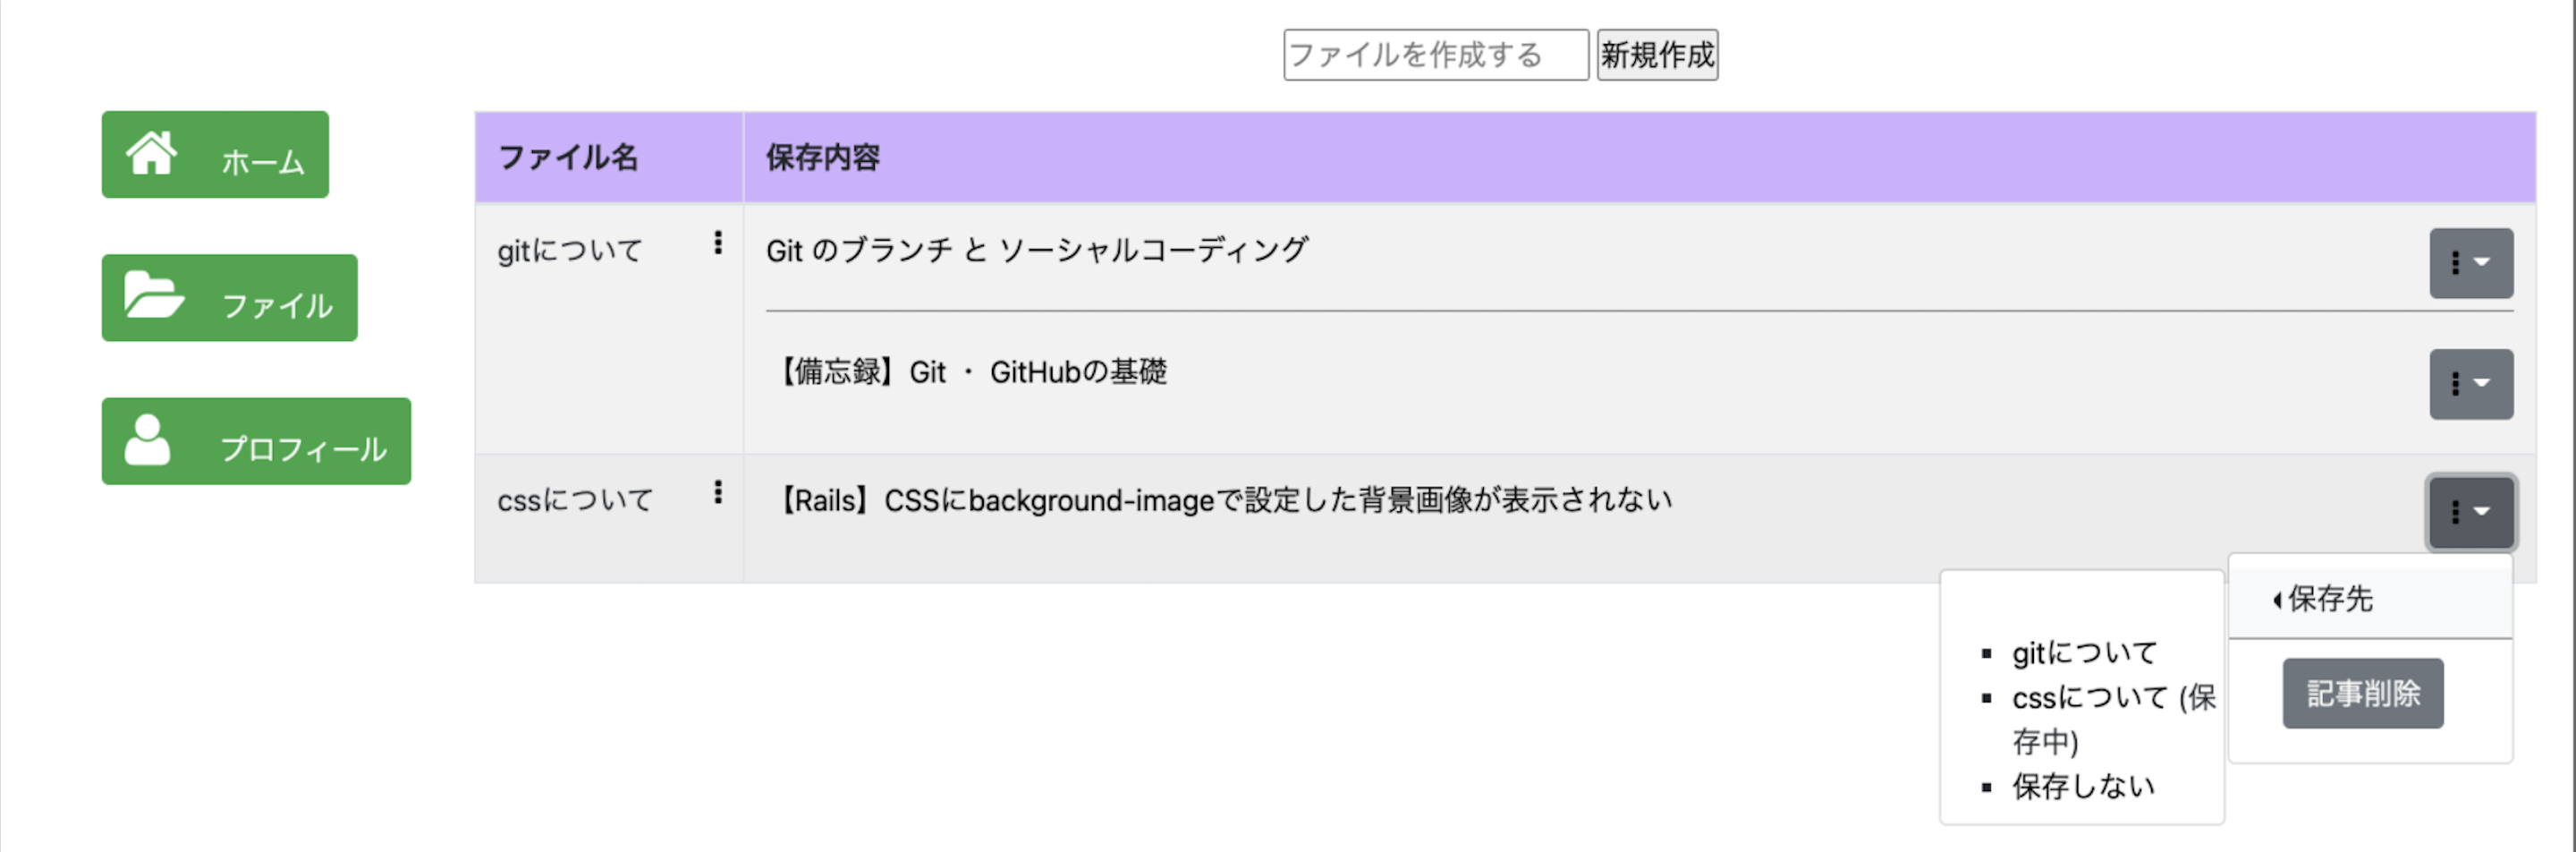 ファイルを作成する 新規作成
ホーム
ファイル
プロフィール
ファイル名 保存内容
gitについて Git のブランチ と ソーシャルコーディング
【備忘録】Git ・ GitHubの基礎
cssについて 【Rails】CSSにbackground-imageで設定した背景画像が表示されない
保存先
記事削除
gitについて
cssについて (保
存中)
保存しない